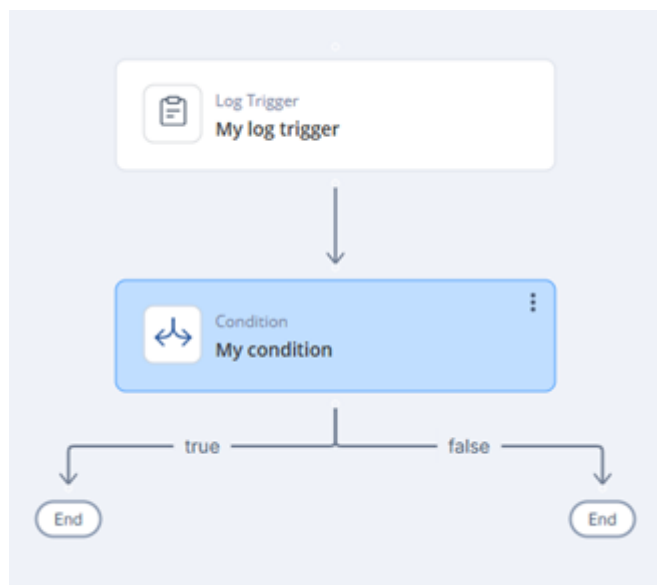 Log Trigger
My log trigger
Condition
My condition
true
false
End
End